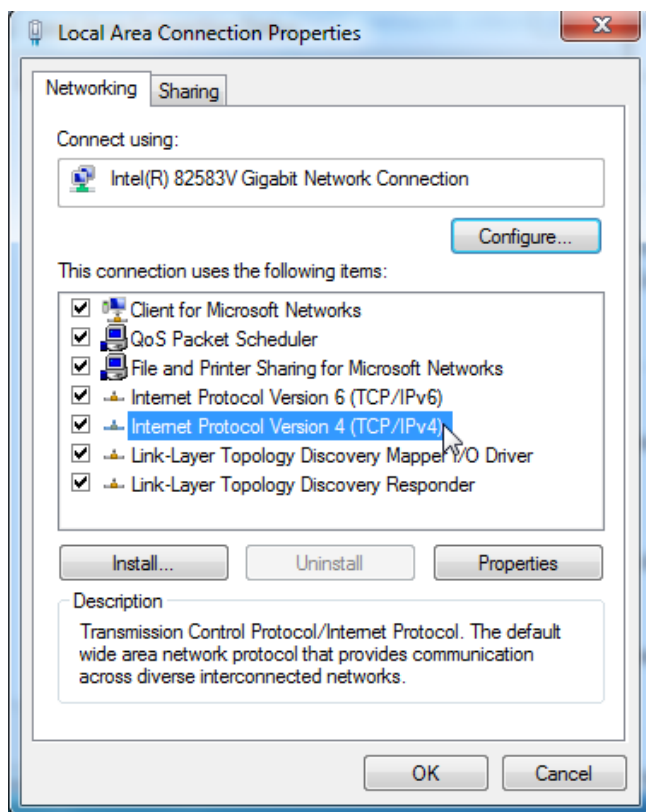 Local Area Connection Properties
Networking
Sharing
Connect using:
Intel(R) 82583V Gigabit Network Connection
Configure...
This connection uses the following items:
Client for Microsoft Networks
QoS Packet Scheduler
File and Printer Sharing for Microsoft Networks
Internet Protocol Version 6 (TCP/IPv6)
Internet Protocol Version 4 (TCP/IPv4)
Link-Layer Topology Discovery Mapper I/O Driver
Link-Layer Topology Discovery Responder
Install...
Uninstall
Properties
Description
Transmission Control Protocol/Internet Protocol. The default
wide area network protocol that provides communication
across diverse interconnected networks.
OK
Cancel